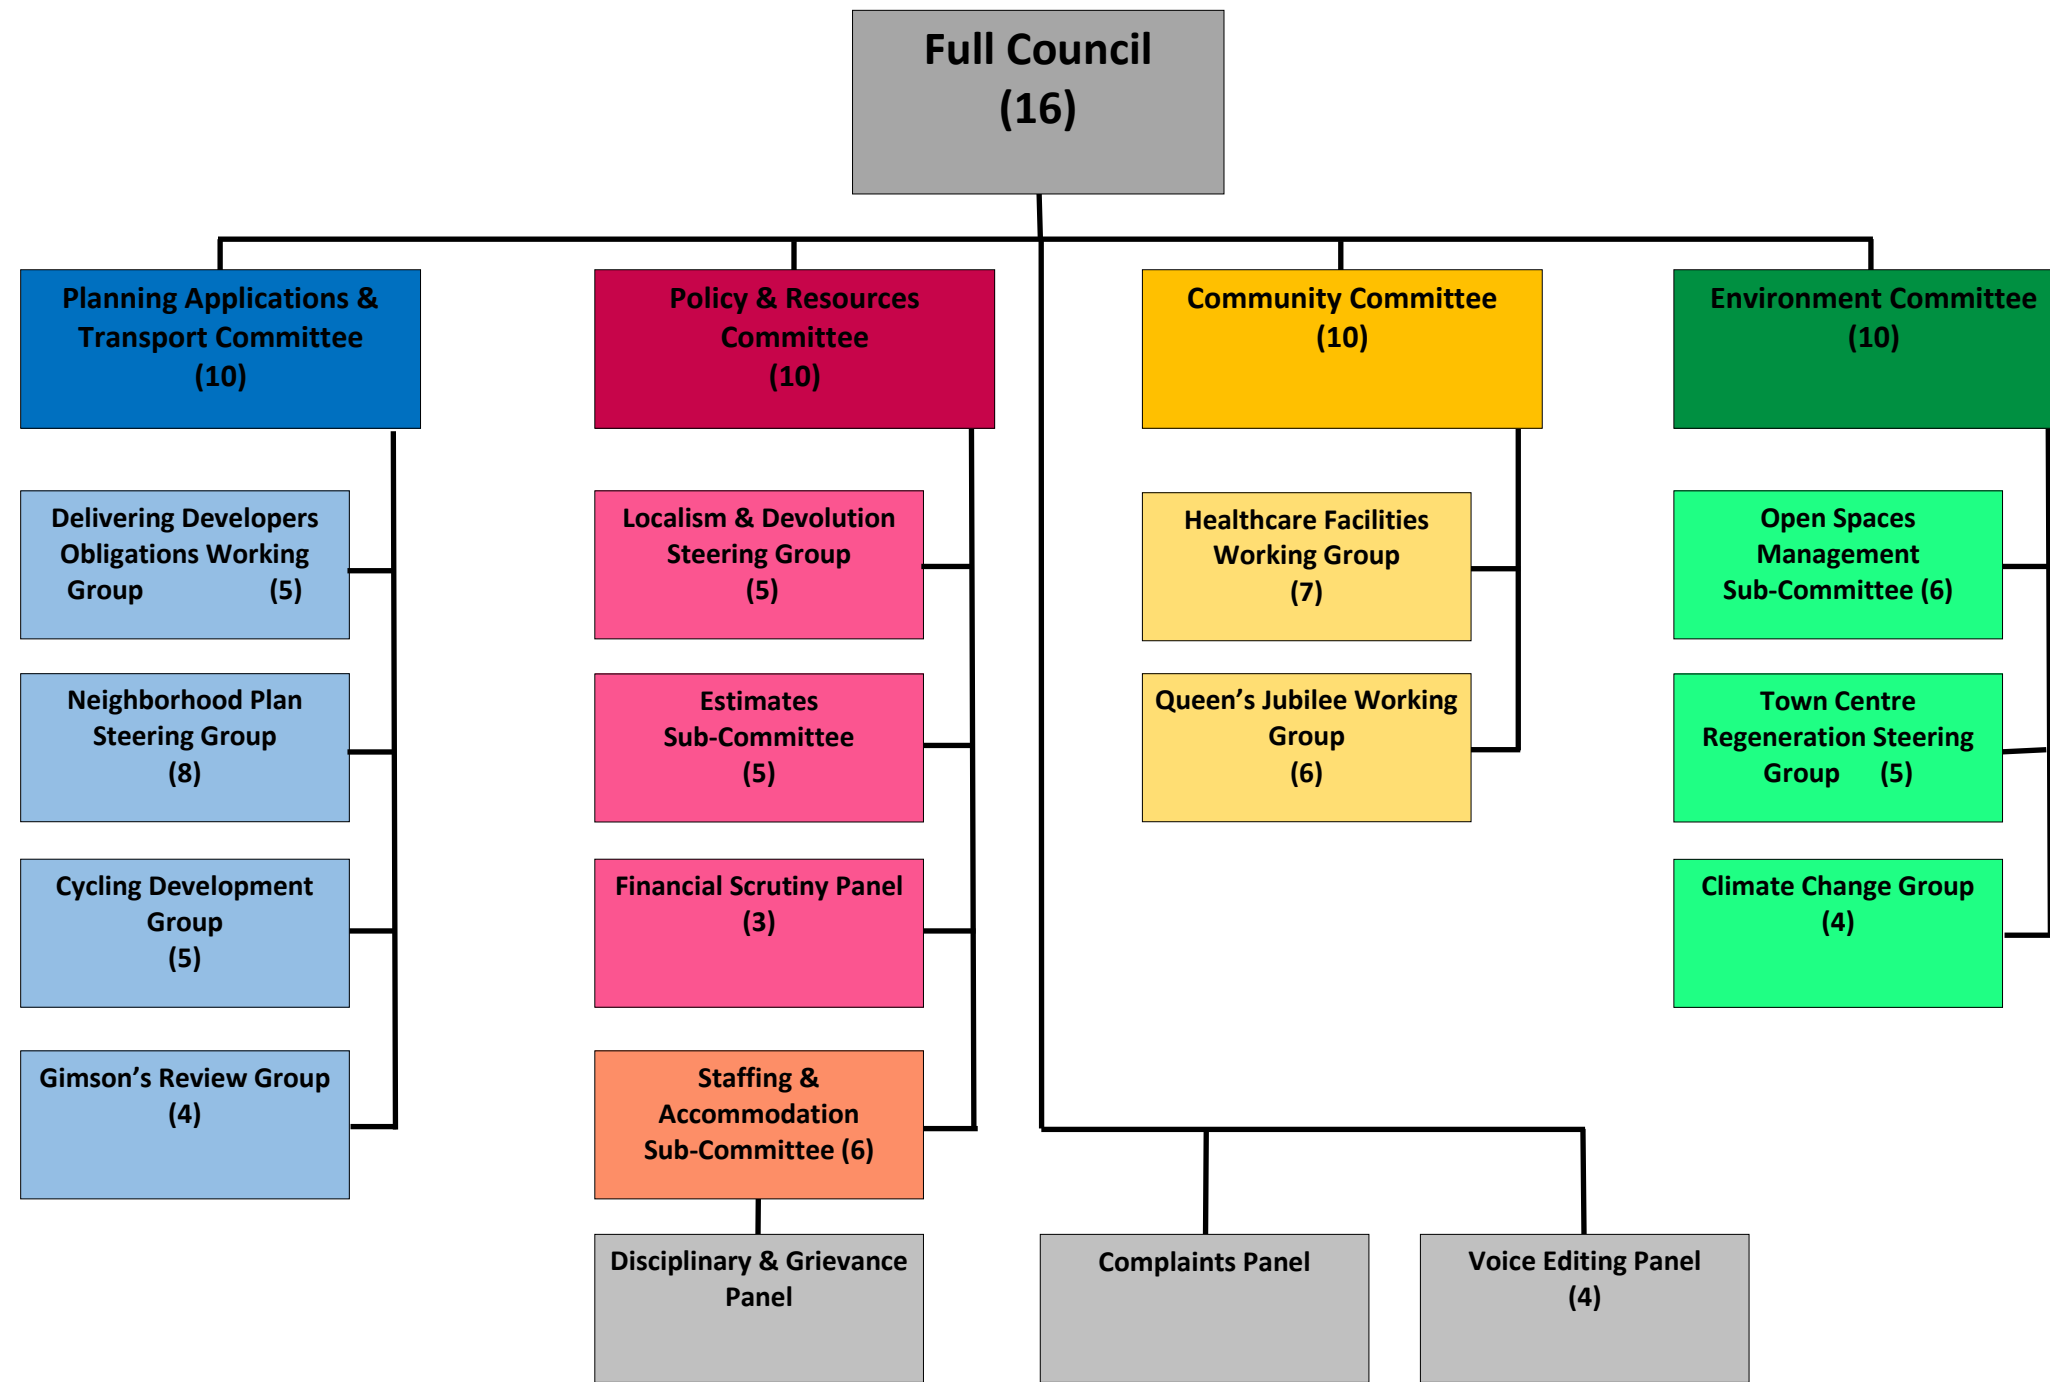 Full Council
(16)
Planning Applications &
Transport Committee
(10)
Policy & Resources
Committee
(10)
Community Committee
(10)
Environment Committee
(10)
Delivering Developers
Obligations Working
Group (5)
Neighborhood Plan
Steering Group
(8)
Cycling Development
Group
(5)
Gimson’s Review Group
(4)
Localism & Devolution
Steering Group
(5)
Estimates
Sub-Committee
(5)
Financial Scrutiny Panel
(3)
Staffing &
Accommodation
Sub-Committee (6)
Disciplinary & Grievance
Panel
Healthcare Facilities
Working Group
(7)
Queen’s Jubilee Working
Group
(6)
Open Spaces
Management
Sub-Committee (6)
Town Centre
Regeneration Steering
Group (5)
Climate Change Group
(4)
Complaints Panel
Voice Editing Panel
(4)